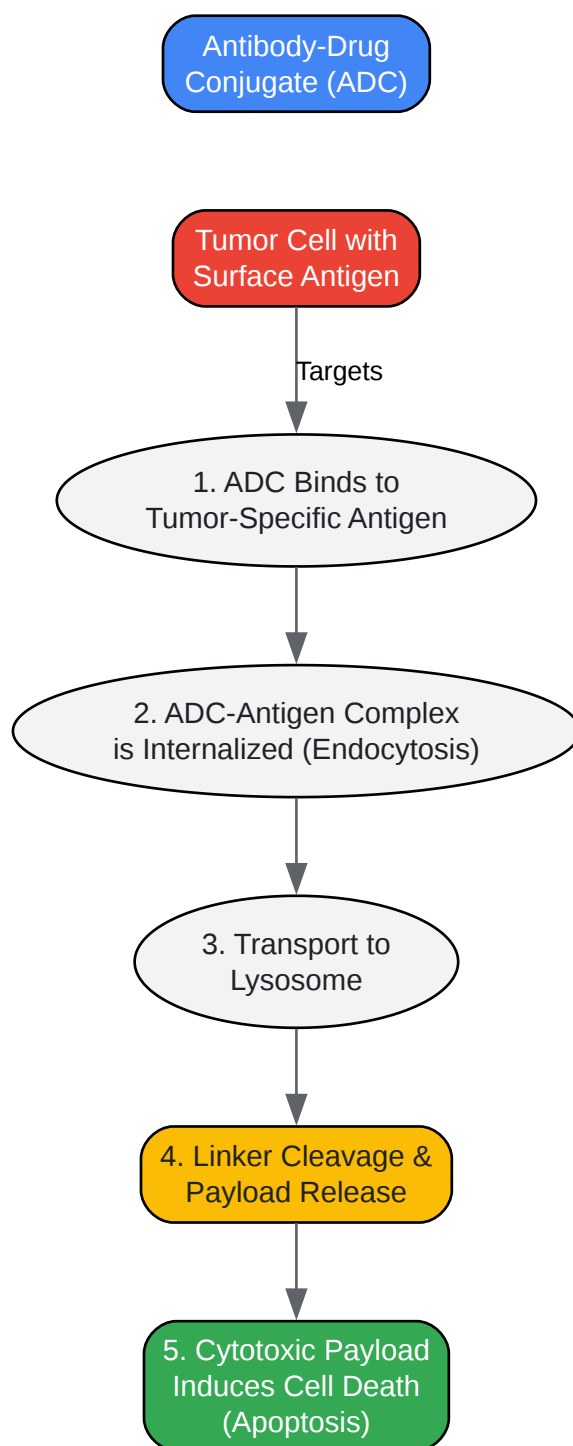 Antibody-Drug
Conjugate (ADC)
Tumor Cell with
Surface Antigen
Targets
1. ADC Binds to
Tumor-Specific Antigen
2. ADC-Antigen Complex
is Internalized (Endocytosis)
3. Transport to
Lysosome
4. Linker Cleavage &
Payload Release
5. Cytotoxic Payload
Induces Cell Death
(Apoptosis)